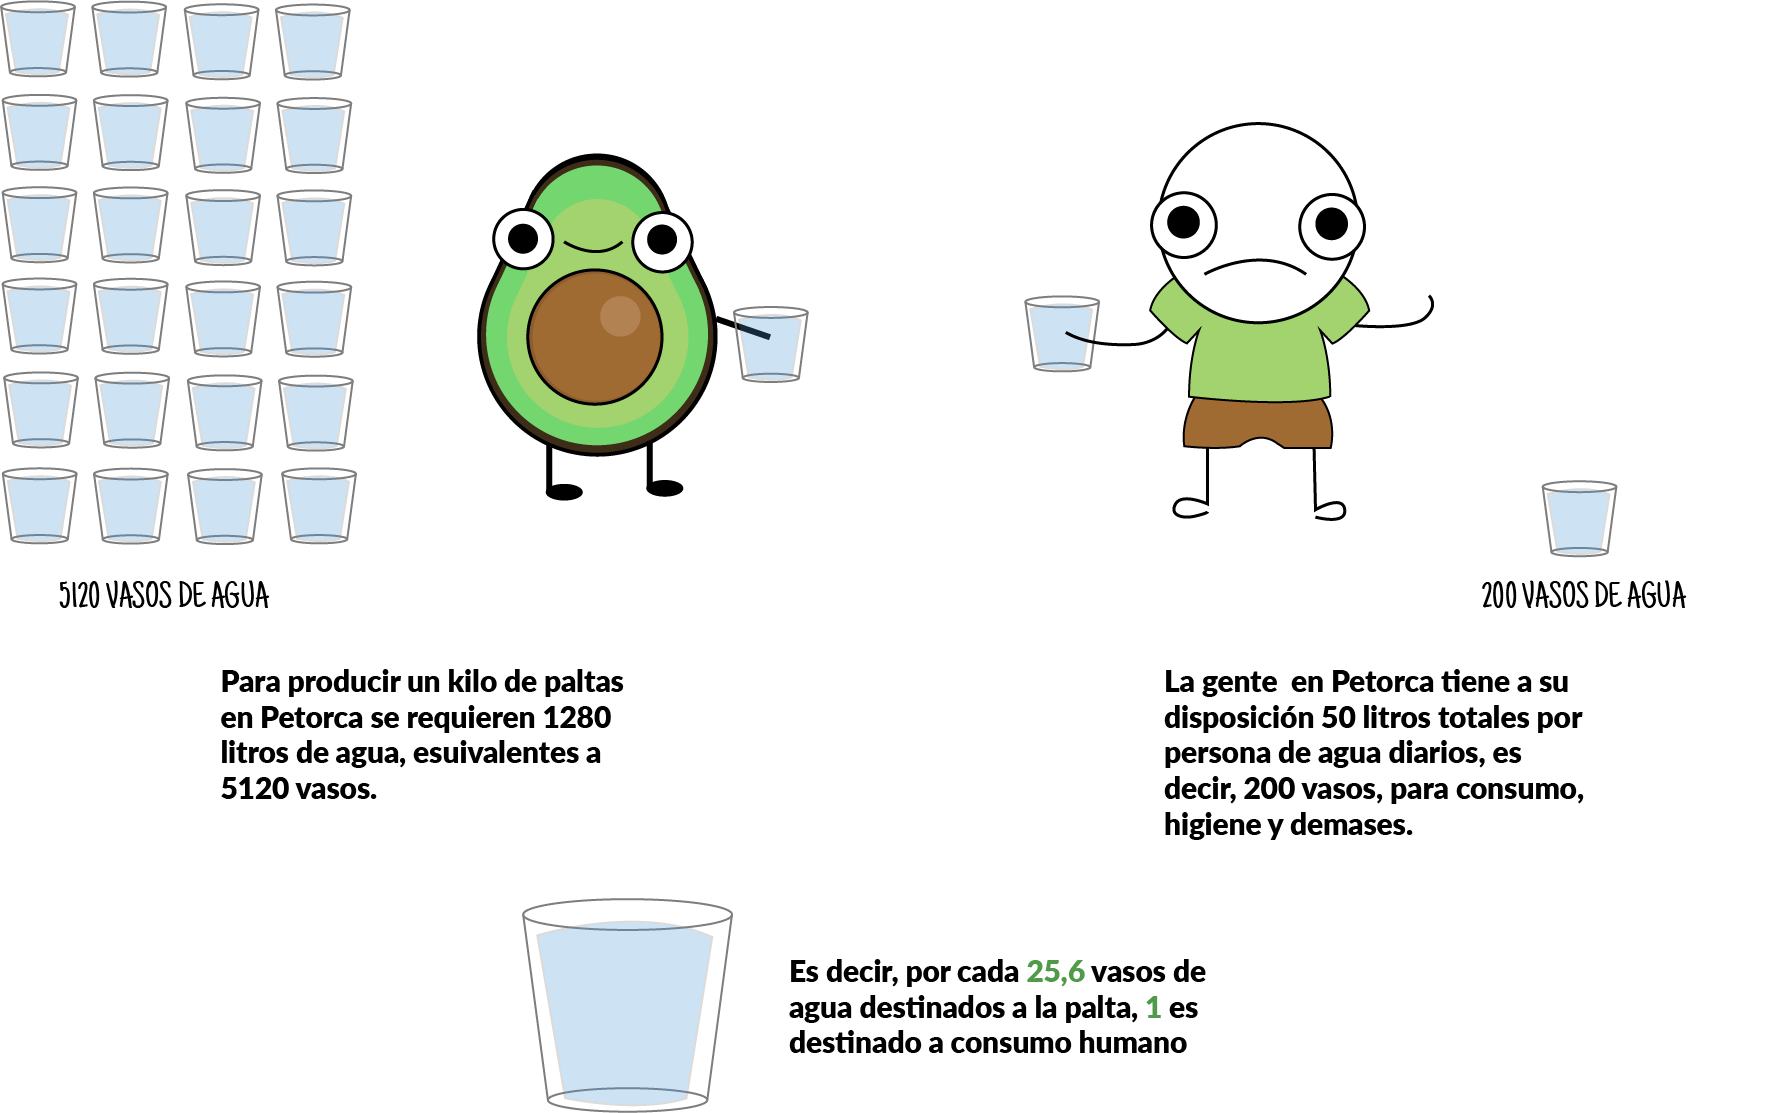 5120 VASOS DE AGUA
200 VASOS DE AGUA
Para producir un kilo de paltas
en Petorca se requieren 1280
litros de agua, esuivalentes a
5120 vasos.
La gente  en Petorca tiene a su
disposición 50 litros totales por
persona de agua diarios, es
decir, 200 vasos, para consumo,
higiene y demases.
Es decir, por cada 25,6 vasos de
agua destinados a la palta, 1 es
destinado a consumo humano